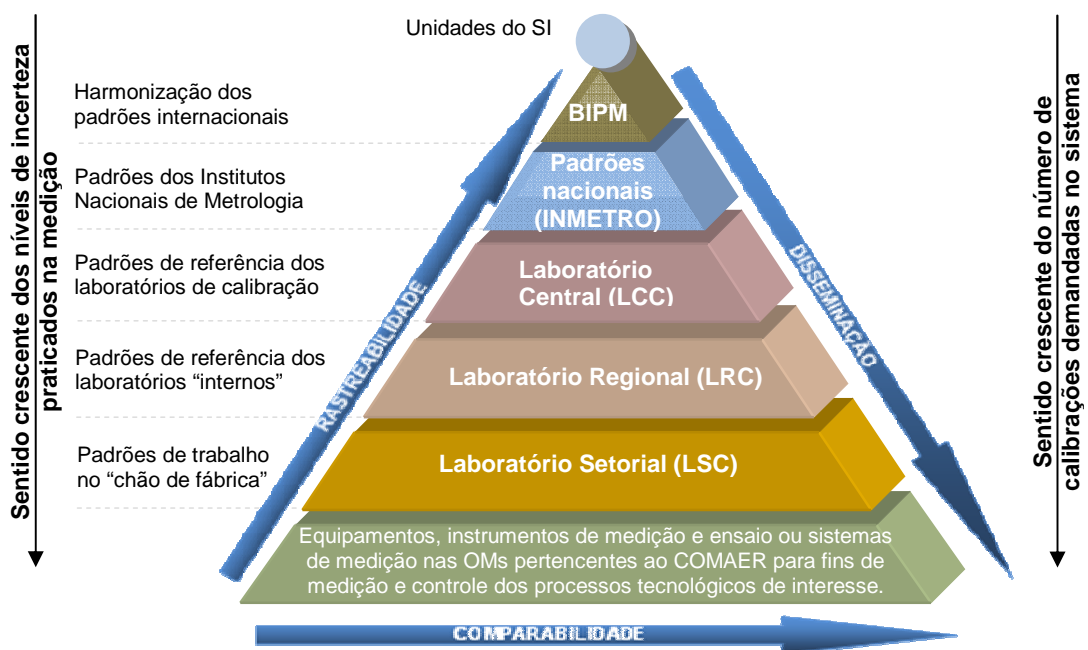 Unidades do SI
Sentido crescente dos níveis de incerteza
praticados na medição
Harmonização dos
padrões internacionais
Padrões dos Institutos
Nacionais de Metrologia
Padrões de referência dos
laboratórios de calibração
Padrões de referência dos
laboratórios “internos”
Padrões de trabalho
no “chão de fábrica”
RASTREABILIDADE
BIPM
Padrões
nacionais
(INMETRO)
Laboratório
Central (LCC)
Laboratório Regional (LRC)
Laboratório Setorial (LSC)
Equipamentos, instrumentos de medição e ensaio ou sistemas
de medição nas OMs pertencentes ao COMAER para fins de
medição e controle dos processos tecnológicos de interesse.
DISSEMINAÇÃO
Sentido crescente do número de
calibrações demandadas no sistema
COMPARABILIDADE